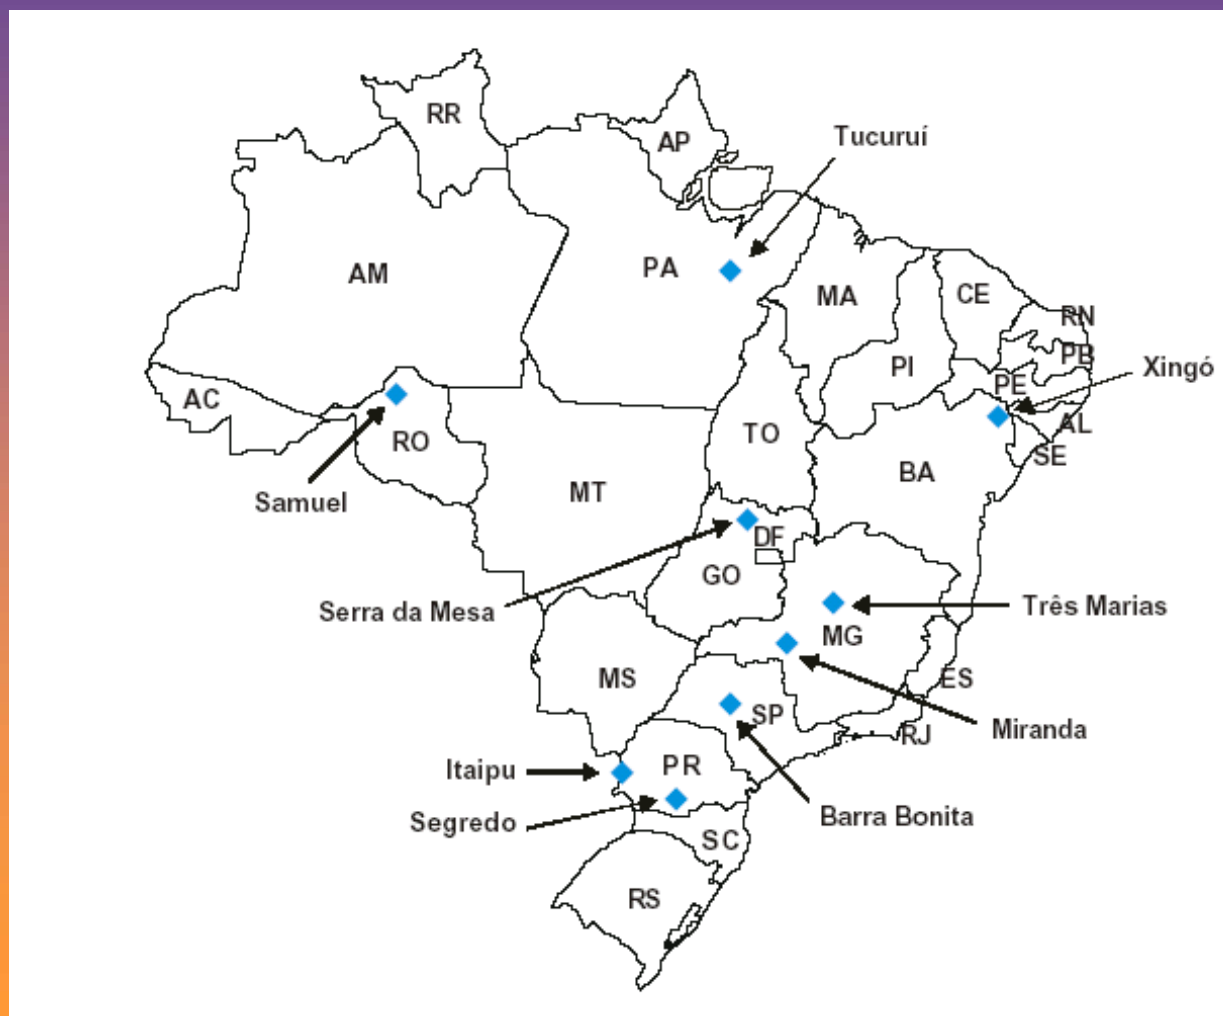 RR
AP
Tucuruí
AM
PA
MA
CE
RN
PB
PI
PE
Xingó
AC
AL
TO
RO
SE
BA
MT
Samuel
DF
GO
Serra da Mesa
Três Marias
MG
MS
ES
SP
RJ
Miranda
PR
Itaipu
Segredo
Barra Bonita
SC
RS